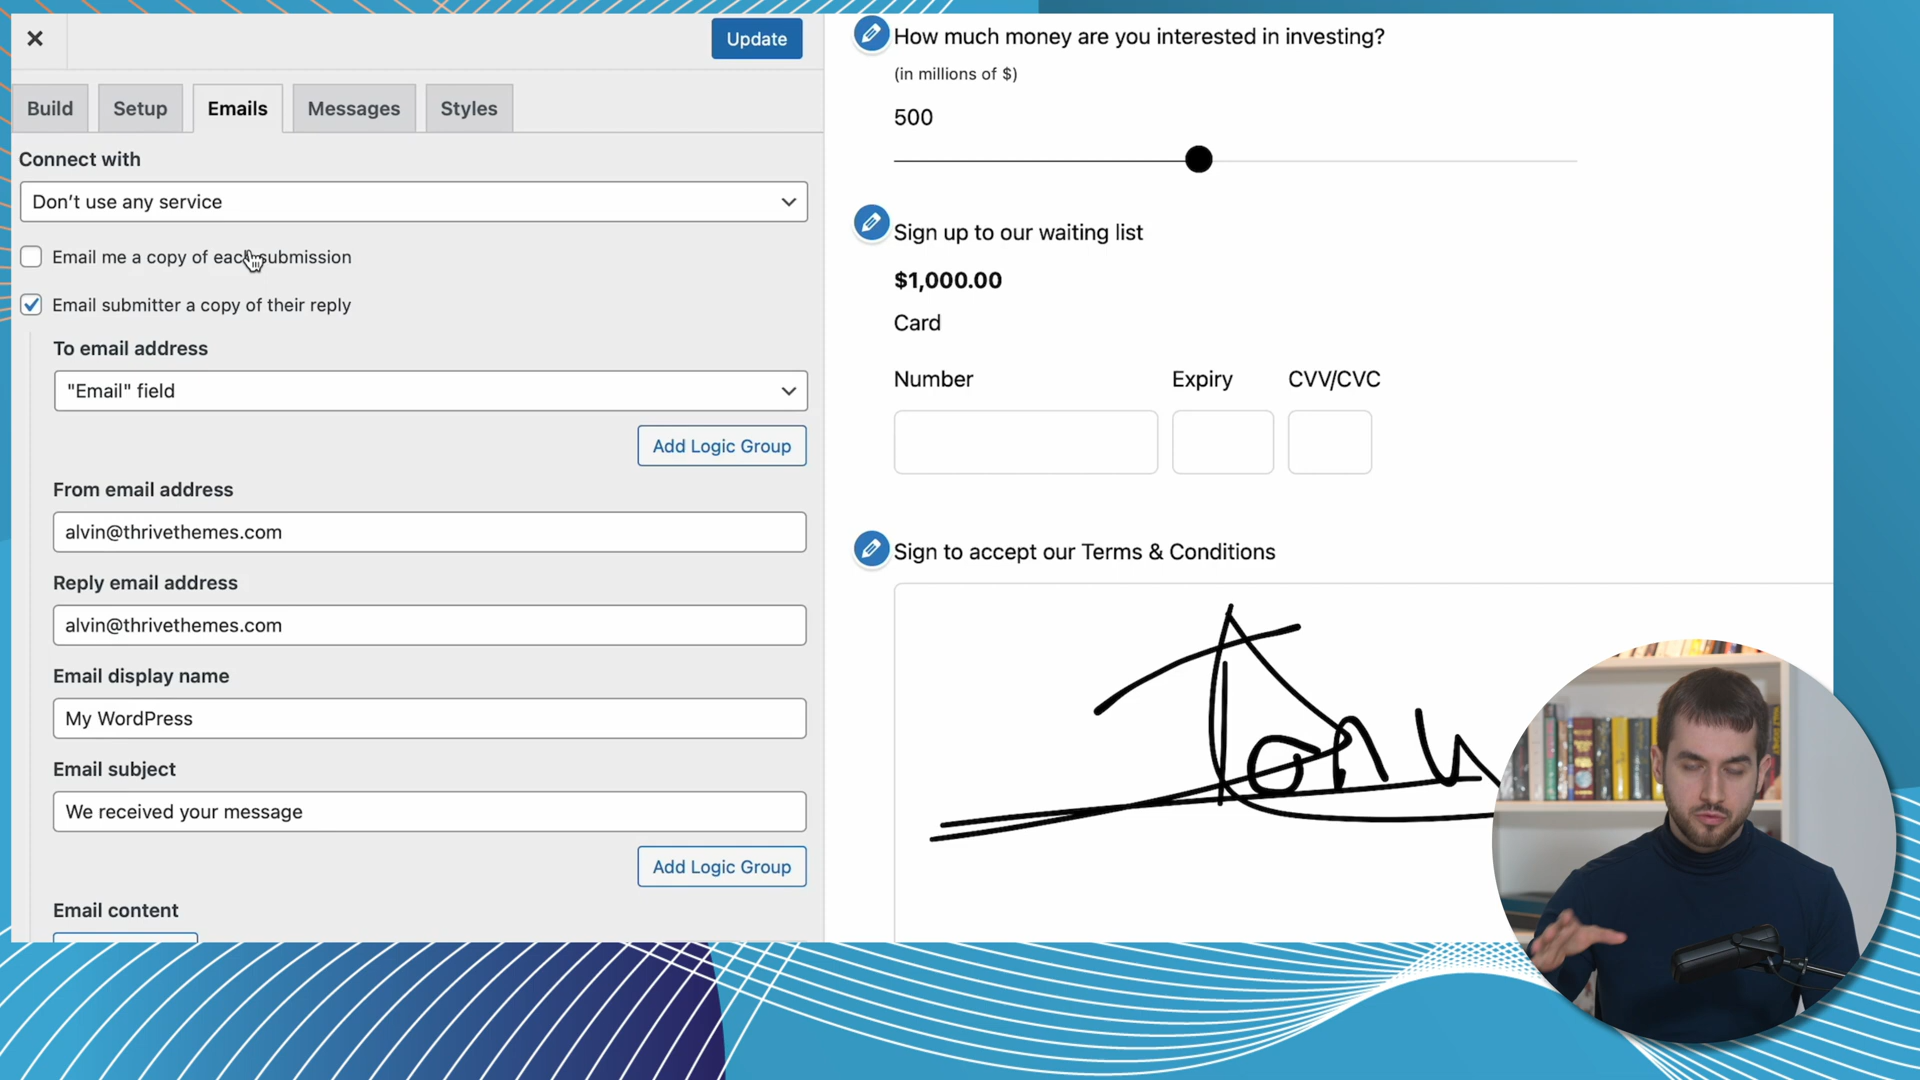 Update
Build
Setup
Emails
Messages
Styles
Connect with
Don't use any service
Email me a copy of each submission
Email submitter a copy of their reply
To email address
"Email" field
Add Logic Group
From email address
alvin@thrivethemes.com
Reply email address
alvin@thrivethemes.com
Email display name
My WordPress
Email subject
We received your message
Add Logic Group
Email content
How much money are you interested in investing?
(in millions of $)
500
Sign up to our waiting list
$1,000.00
Card
Number Expiry CVV/CVC
Sign to accept our Terms & Conditions